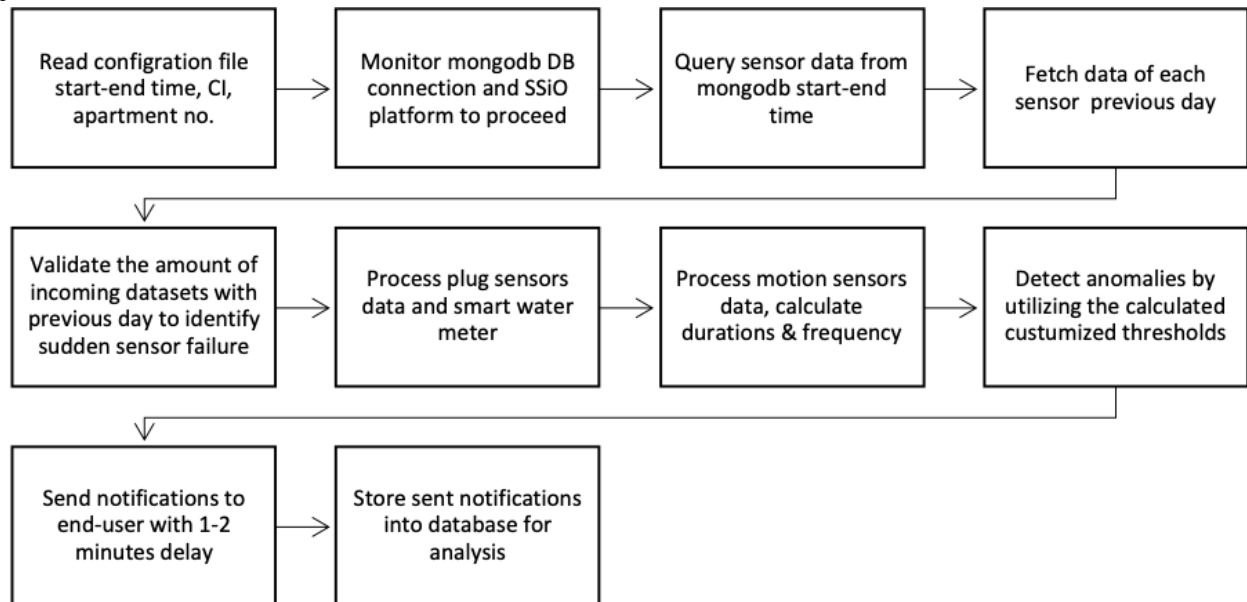 Read configration file
start-end time, CI,
apartment no.
Monitor mongodb DB
connection and SSiO
platform to proceed
Query sensor data from
mongodb start-end
time
Fetch data of each
sensor previous day
Validate the amount of
incoming datasets with
previous day to identify
sudden sensor failure
Process plug sensors
data and smart water
meter
Process motion sensors
data, calculate
durations & frequency
Detect anomalies by
utilizing the calculated
custumized thresholds
Send notifications to
end-user with 1-2
minutes delay
Store sent notifications
into database for
analysis